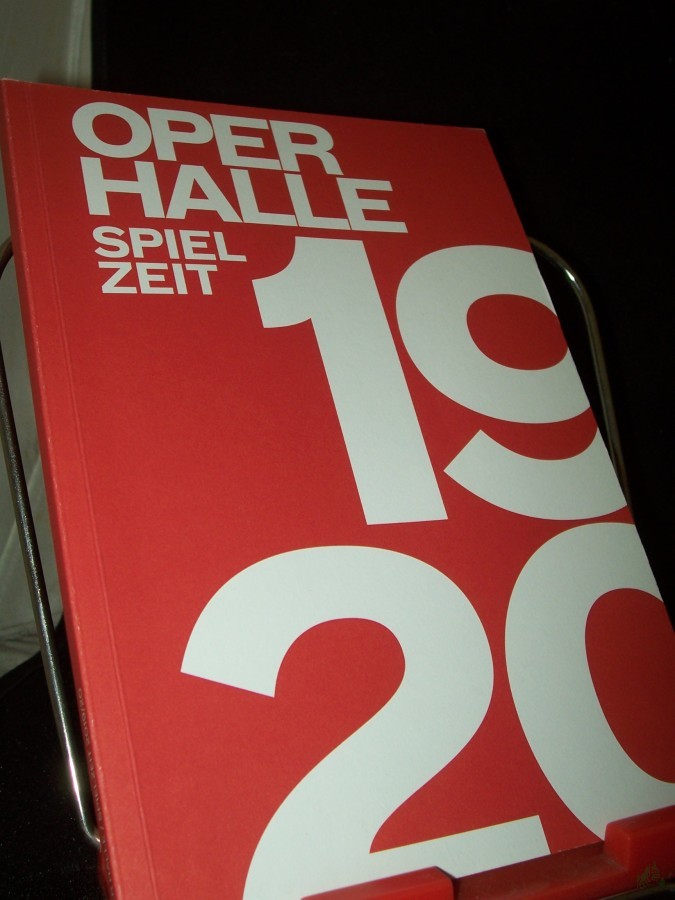 OPER
HALLE
SPIEL
ZEIT
19
20